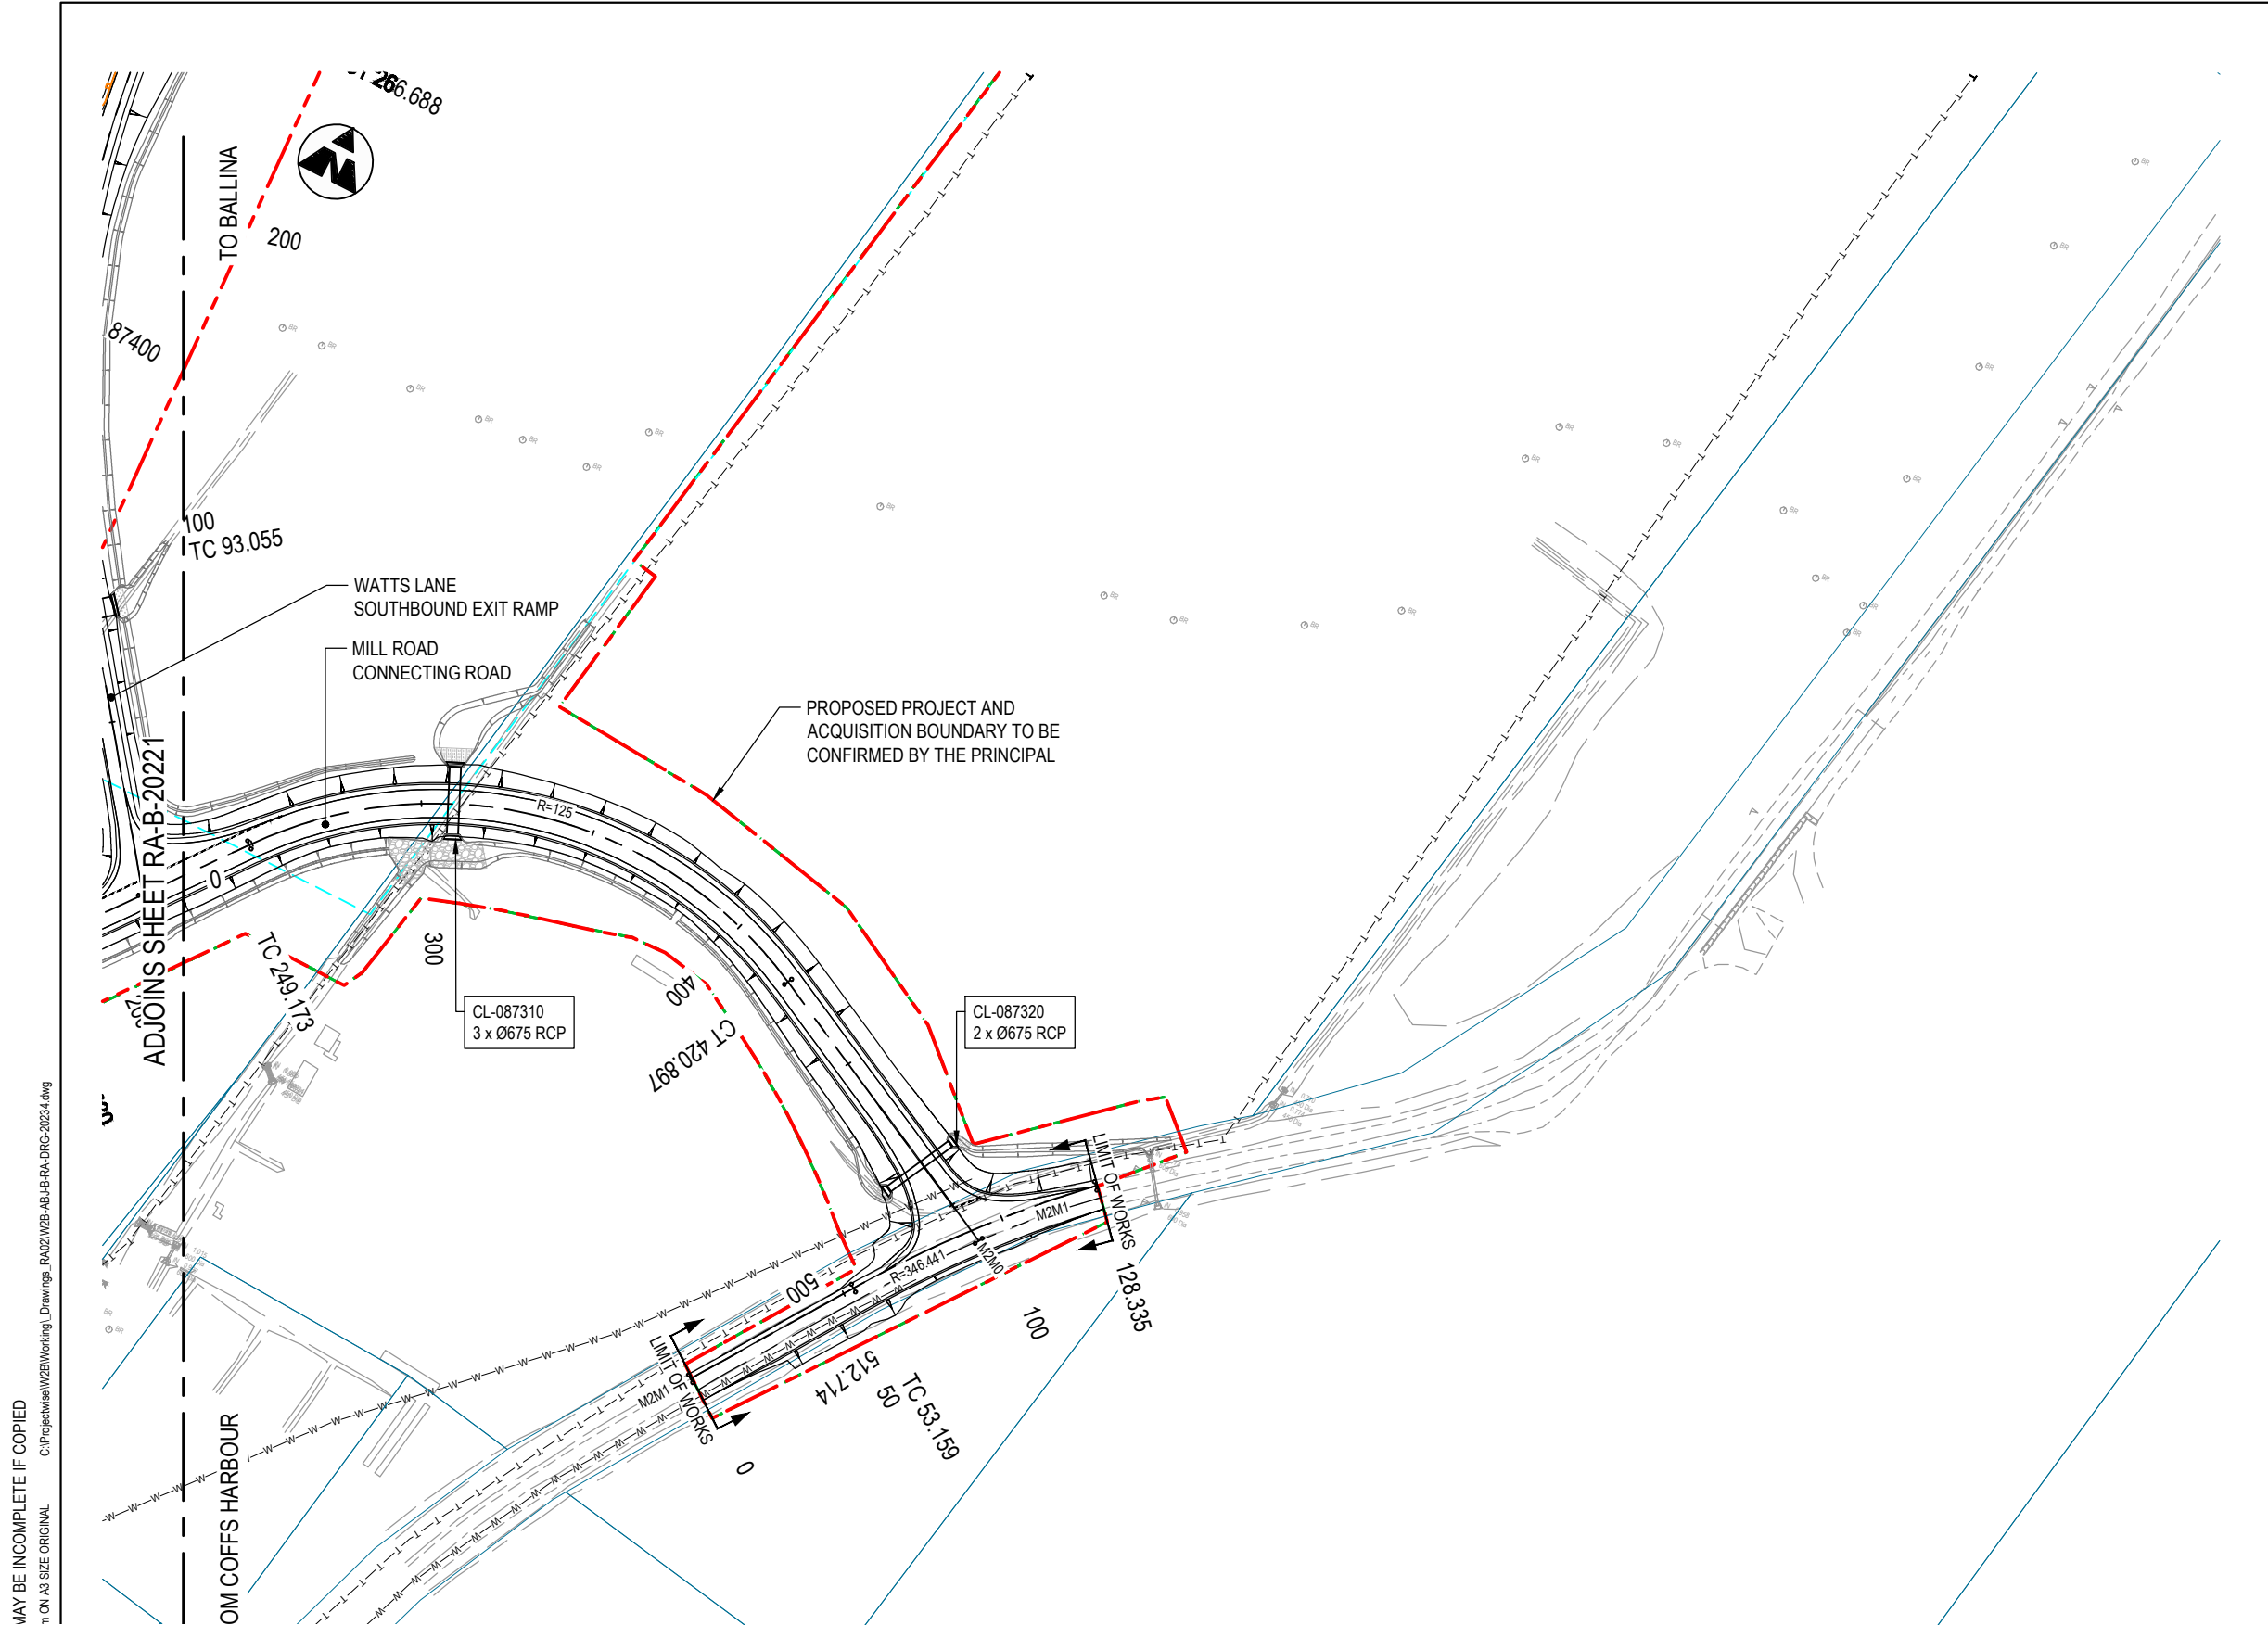 TO BALLINA
200
87400
100
TC 93.055
WATTS LANE
SOUTHBOUND EXIT RAMP
MILL ROAD
CONNECTING ROAD
PROPOSED PROJECT AND
ACQUISITION BOUNDARY TO BE
CONFIRMED BY THE PRINCIPAL
ADJOINS SHEET RA-B-20221
R=125
0
TC 249.173
300
400
CT 420.897
CL-087310
3 x Ø675 RCP
CL-087320
2 x Ø675 RCP
LIMIT OF WORKS
M2M1
M2M0
R=346.441
128.335
100
500
512.714
50
TC 53.159
LIMIT OF WORKS
M2M1
0
OM COFFS HARBOUR
MAY BE INCOMPLETE IF COPIED
ON A3 SIZE ORIGINAL
C:\Projectwise\W2B\Working\_Drawings_RA02\W2B-ABJ-B-RA-DRG-20234.dwg